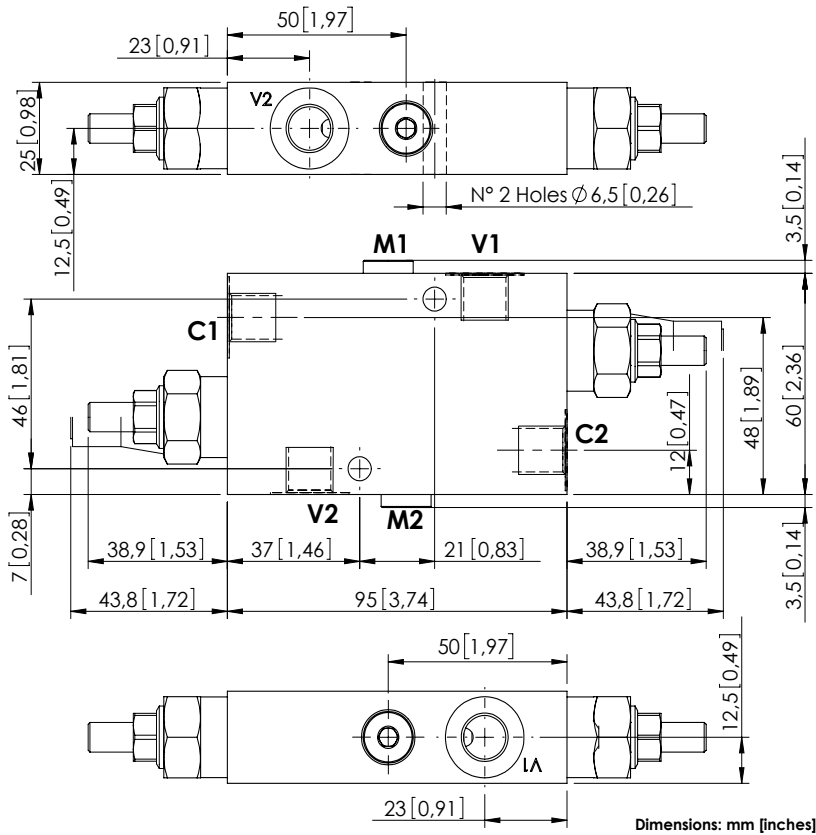 50 [1,97]
23 [0,91]
V2
25 [0,98]
12,5 [0,49]
N° 2 Holes Ø 6,5 [0,26]
3,5 [0,14]
M1
V1
C1
46 [1,81]
C2
12 [0,47]
48 [1,89]
60 [2,36]
V2
M2
7 [0,28]
38,9 [1,53]
37 [1,46]
21 [0,83]
38,9 [1,53]
3,5 [0,14]
43,8 [1,72]
95 [3,74]
43,8 [1,72]
50 [1,97]
12,5 [0,49]
V1
23 [0,91]
Dimensions: mm [inches]